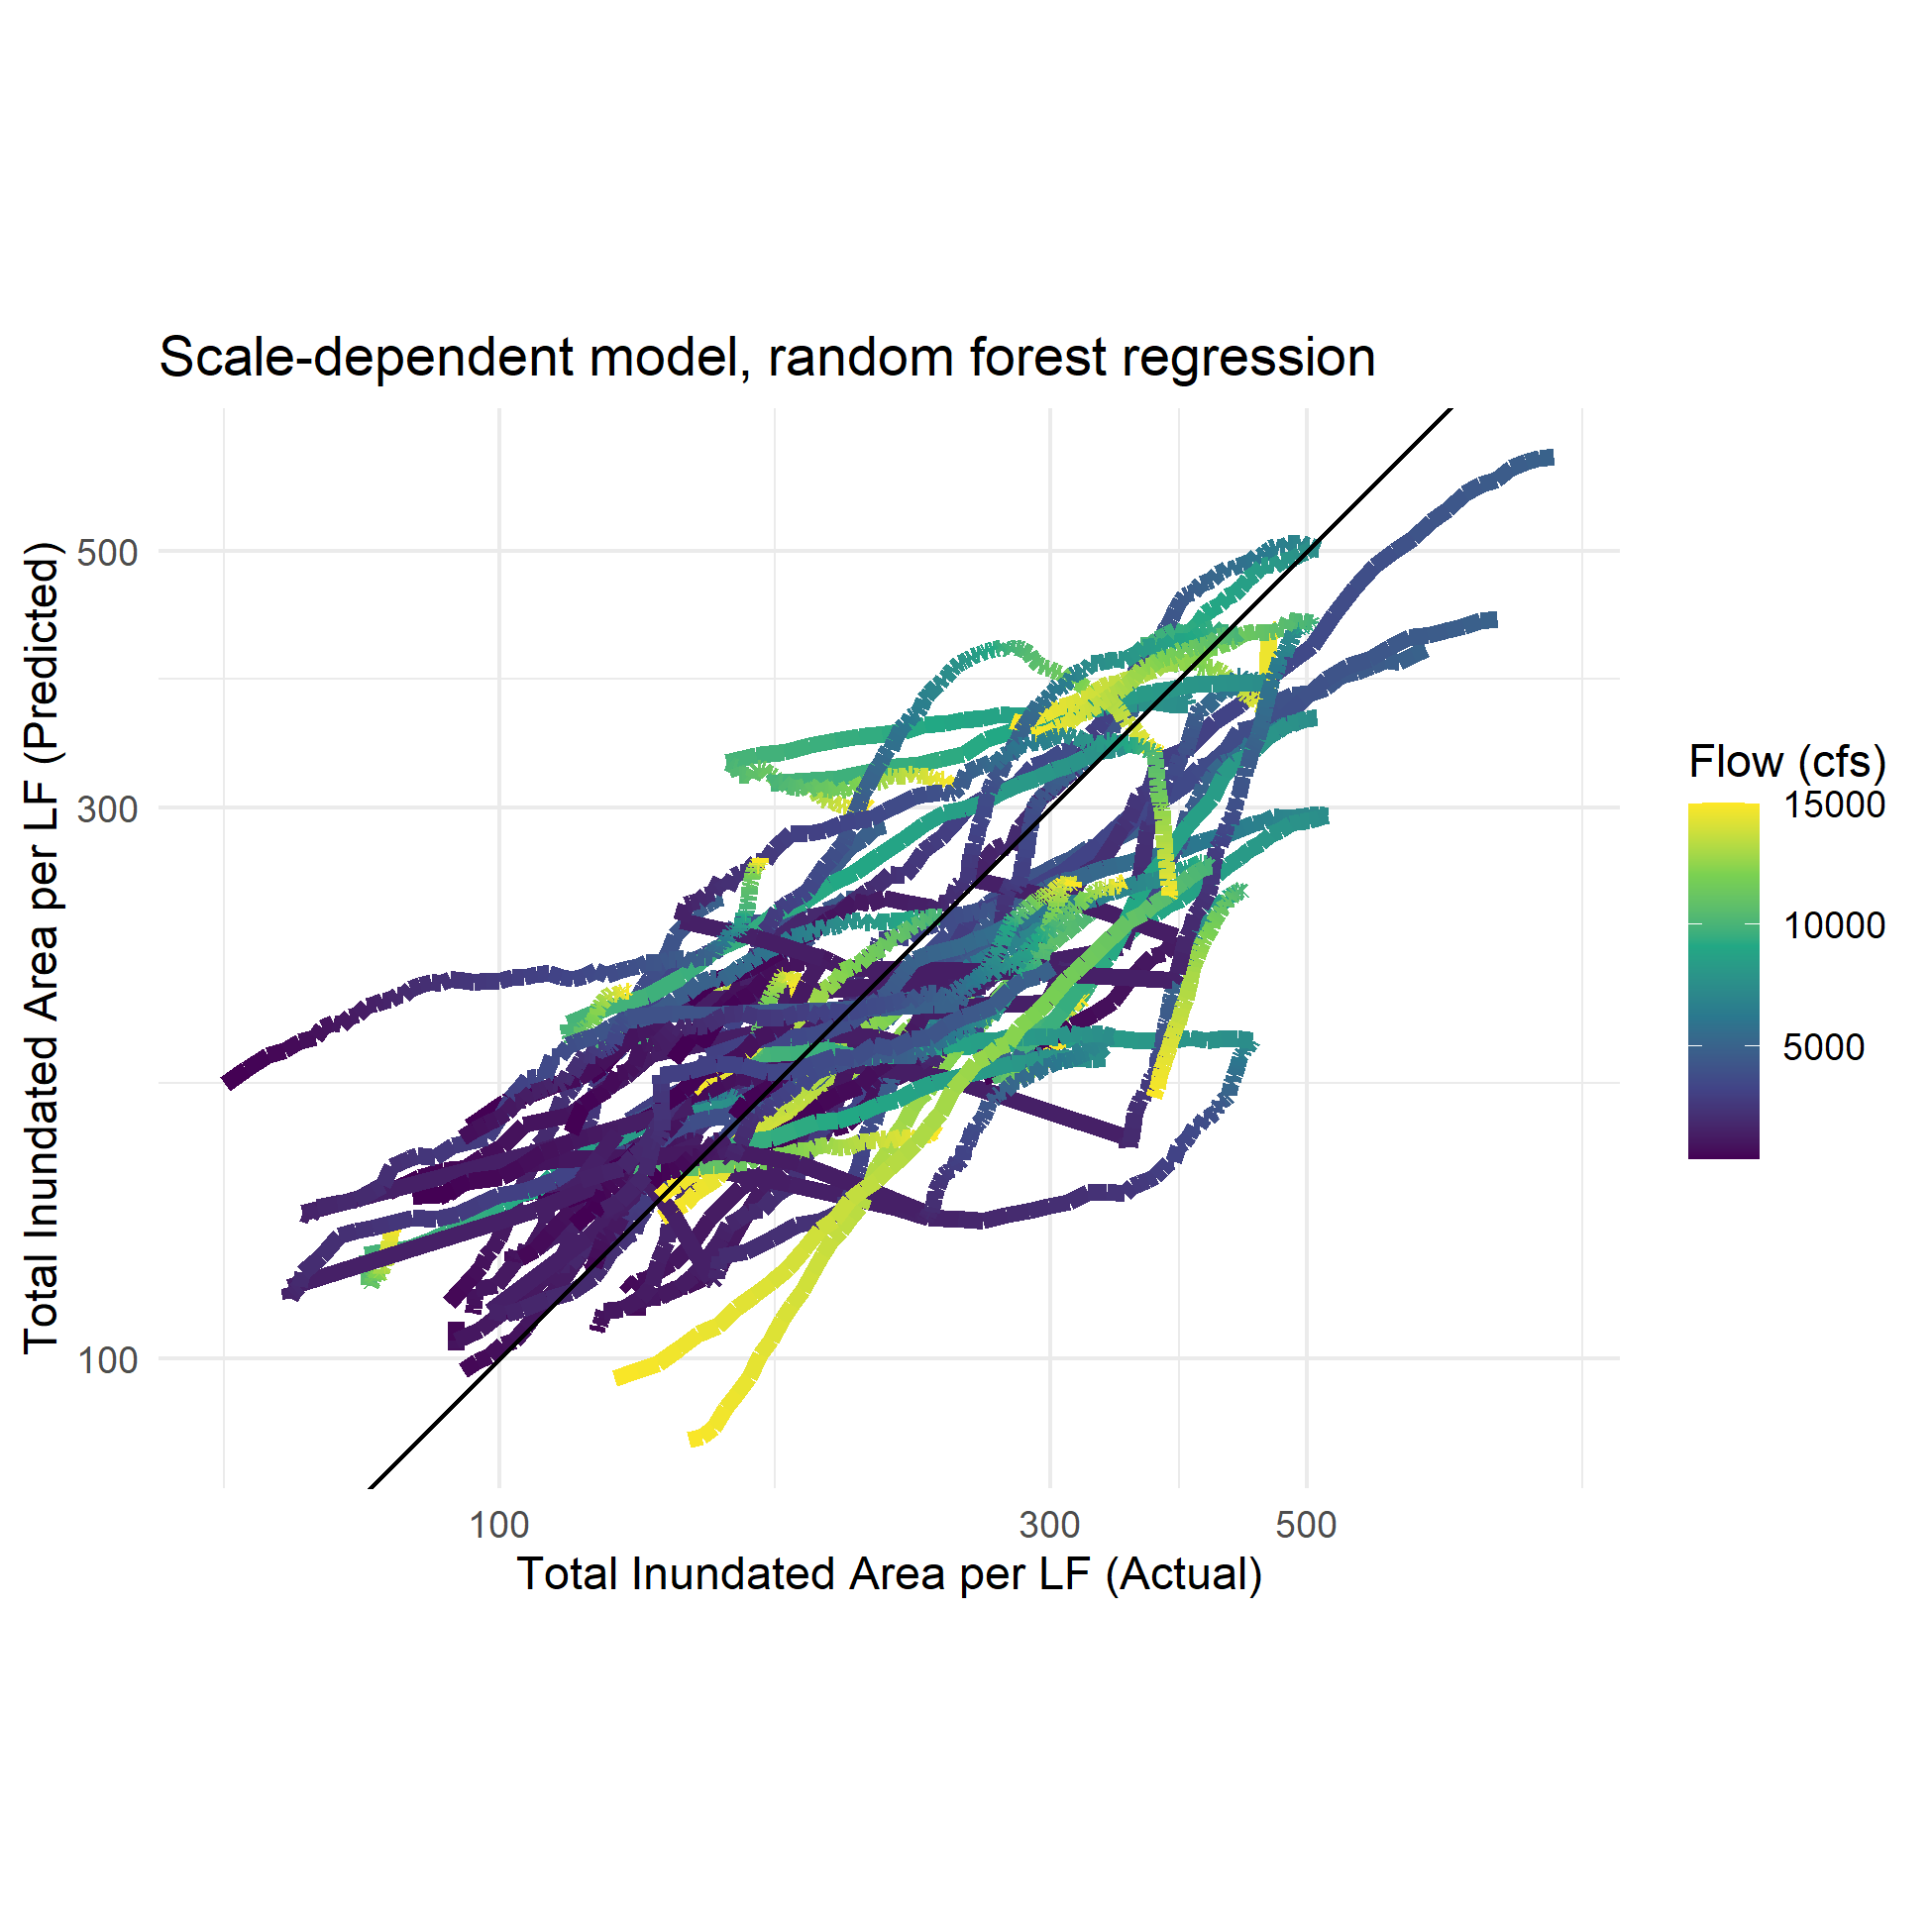 Scale-dependent model, random forest regression
Total Inundated Area per LF (Predicted)
500
300
100
100
300
500
Total Inundated Area per LF (Actual)
Flow (cfs)
15000
10000
5000